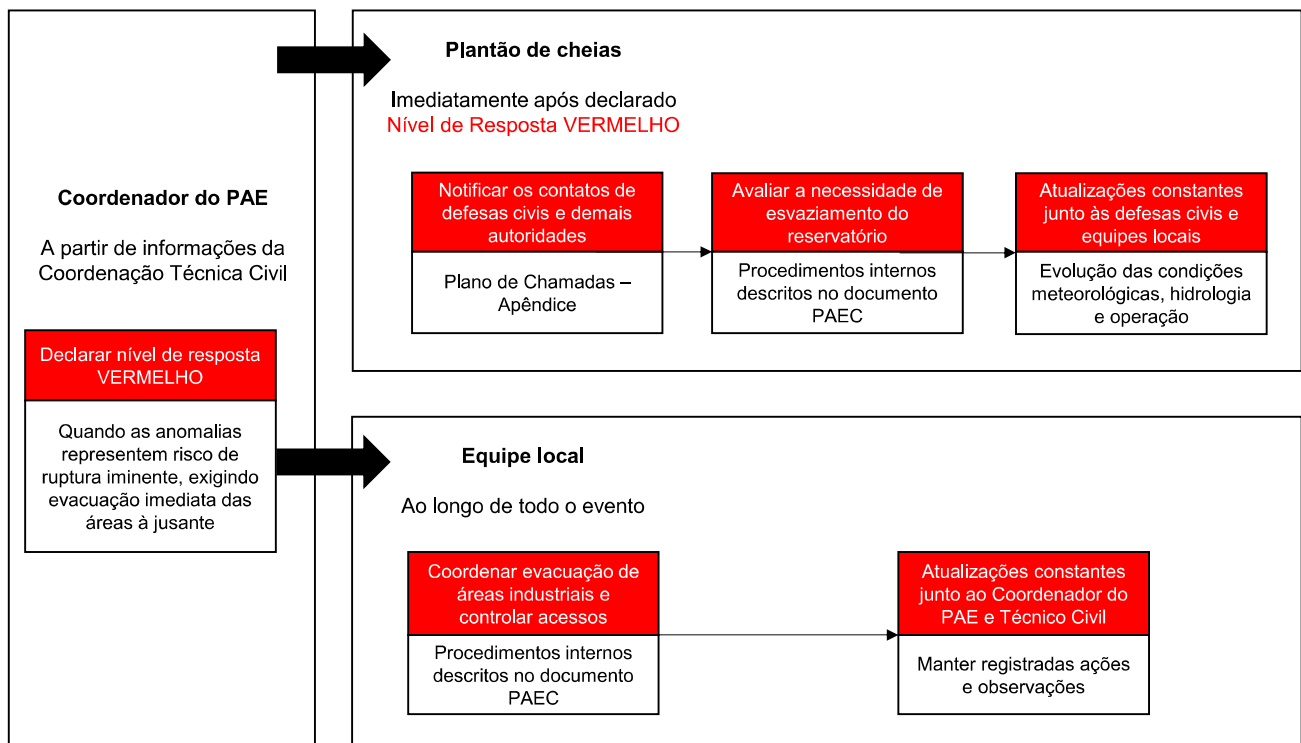 Coordenador do PAE
A partir de informações da
Coordenação Técnica Civil
Declarar nível de resposta
VERMELHO
Quando as anomalias
representem risco de
ruptura iminente, exigindo
evacuação imediata das
áreas à jusante
Plantão de cheias
Imediatamente após declarado
Nível de Resposta VERMELHO
Notificar os contatos de
defesas civis e demais
autoridades
Plano de Chamadas –
Apêndice
Avaliar a necessidade de
esvaziamento do
reservatório
Procedimentos internos
descritos no documento
PAEC
Atualizações constantes
junto às defesas civis e
equipes locais
Evolução das condições
meteorológicas, hidrologia
e operação
Equipe local
Ao longo de todo o evento
Coordenar evacuação de
áreas industriais e
controlar acessos
Procedimentos internos
descritos no documento
PAEC
Atualizações constantes
junto ao Coordenador do
PAE e Técnico Civil
Manter registradas ações
e observações